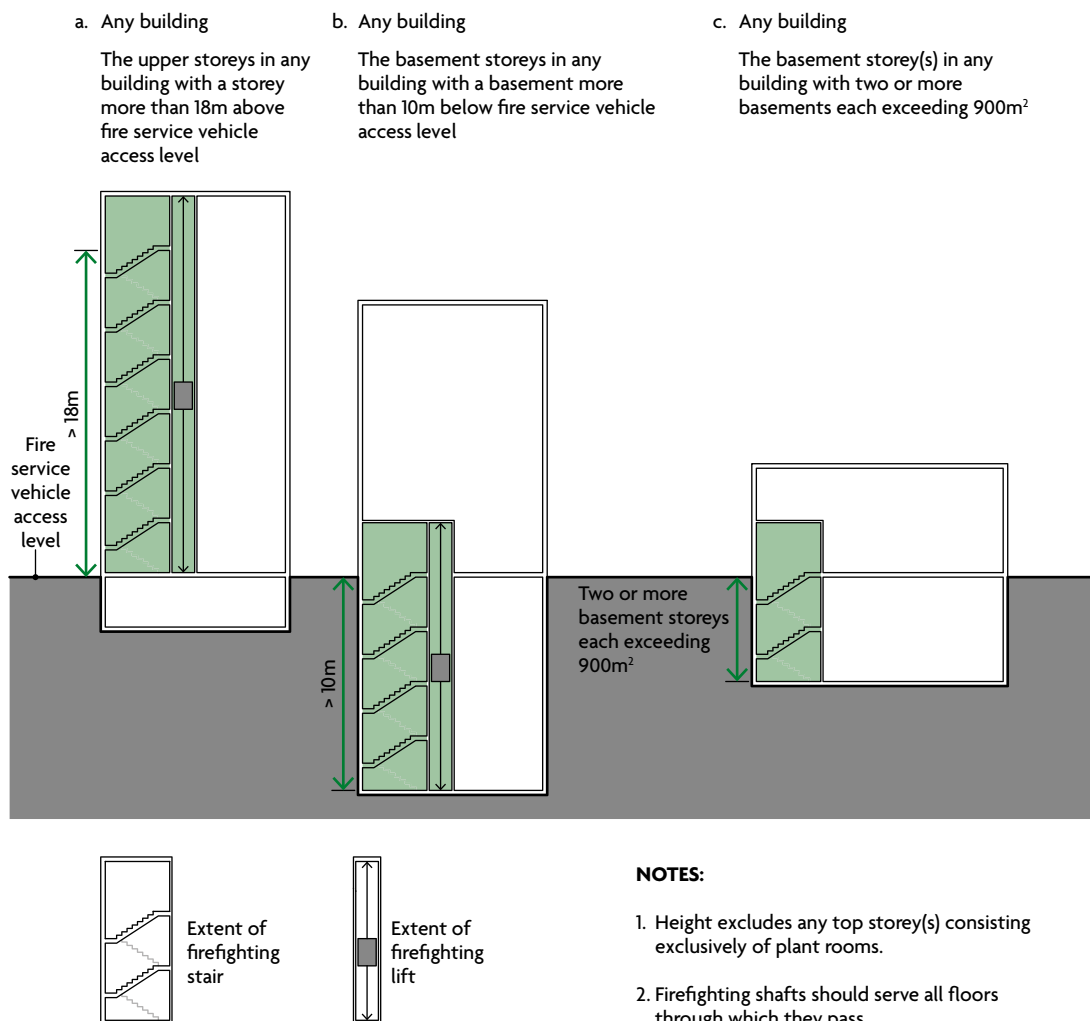 a. Any building
The upper storeys in any
building with a storey
more than 18m above
fire service vehicle
access level
b. Any building
The basement storeys in any
building with a basement more
than 10m below fire service vehicle
access level
c. Any building
The basement storey(s) in any
building with two or more
basements each exceeding 900m²
> 18m
Fire
service
vehicle
access
level
> 10m
Two or more
basement storeys
each exceeding
900m²
Extent of
firefighting
stair
Extent of
firefighting
lift
NOTES:
1. Height excludes any top storey(s) consisting
exclusively of plant rooms.
2. Firefighting shafts should serve all floors
through which they pass.